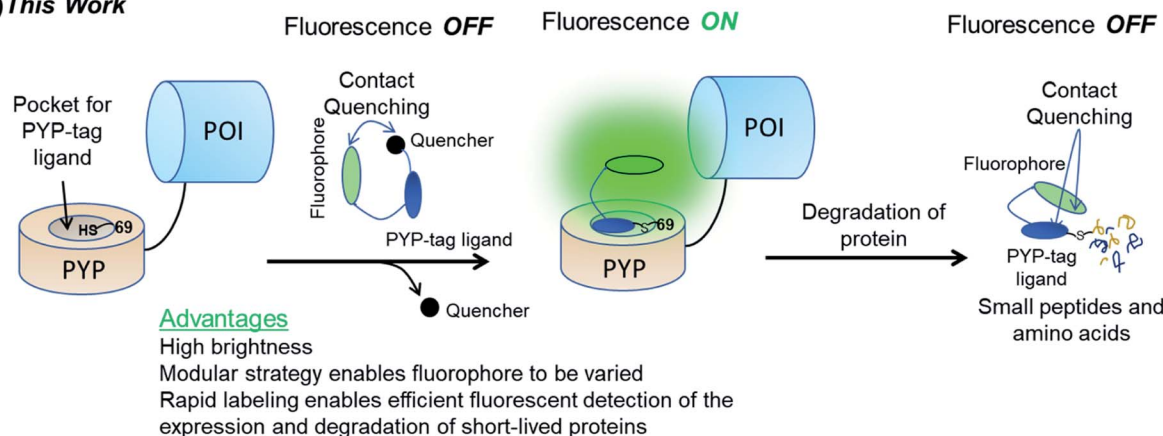 )This Work
Fluorescence OFF
Fluorescence ON
Fluorescence OFF
Pocket for
PYP-tag
ligand
POI
HS
69
PYP
Contact
Quenching
Fluorophore
Quencher
PYP-tag ligand
Quencher
POI
S
69
PYP
Degradation of
protein
Contact
Quenching
Fluorophore
S
PYP-tag
ligand
Small peptides and
amino acids
Advantages
High brightness
Modular strategy enables fluorophore to be varied
Rapid labeling enables efficient fluorescent detection of the
expression and degradation of short-lived proteins